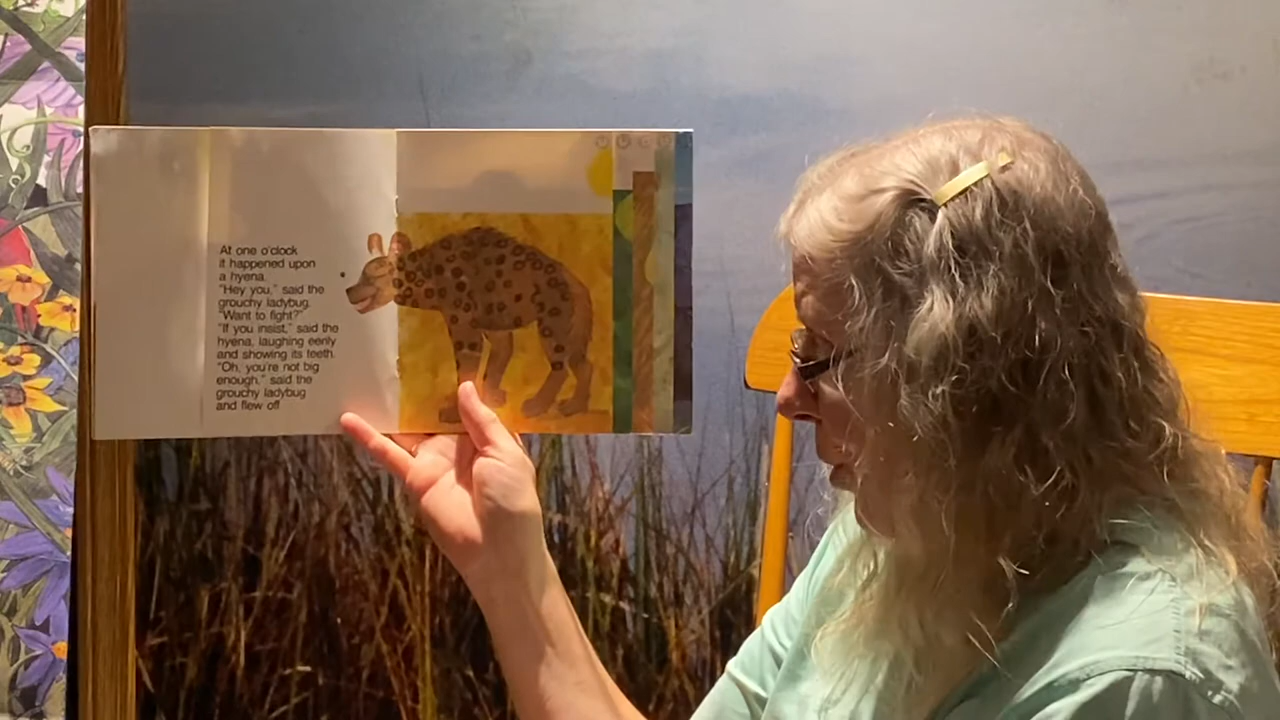 At one o'clock
it happened upon
a hyena.
"Hey you," said the
grouchy ladybug.
"Want to fight?"
"If you insist," said the
hyena, laughing eerily
and showing its teeth.
"Oh, you're not big
enough," said the
grouchy ladybug
and flew off